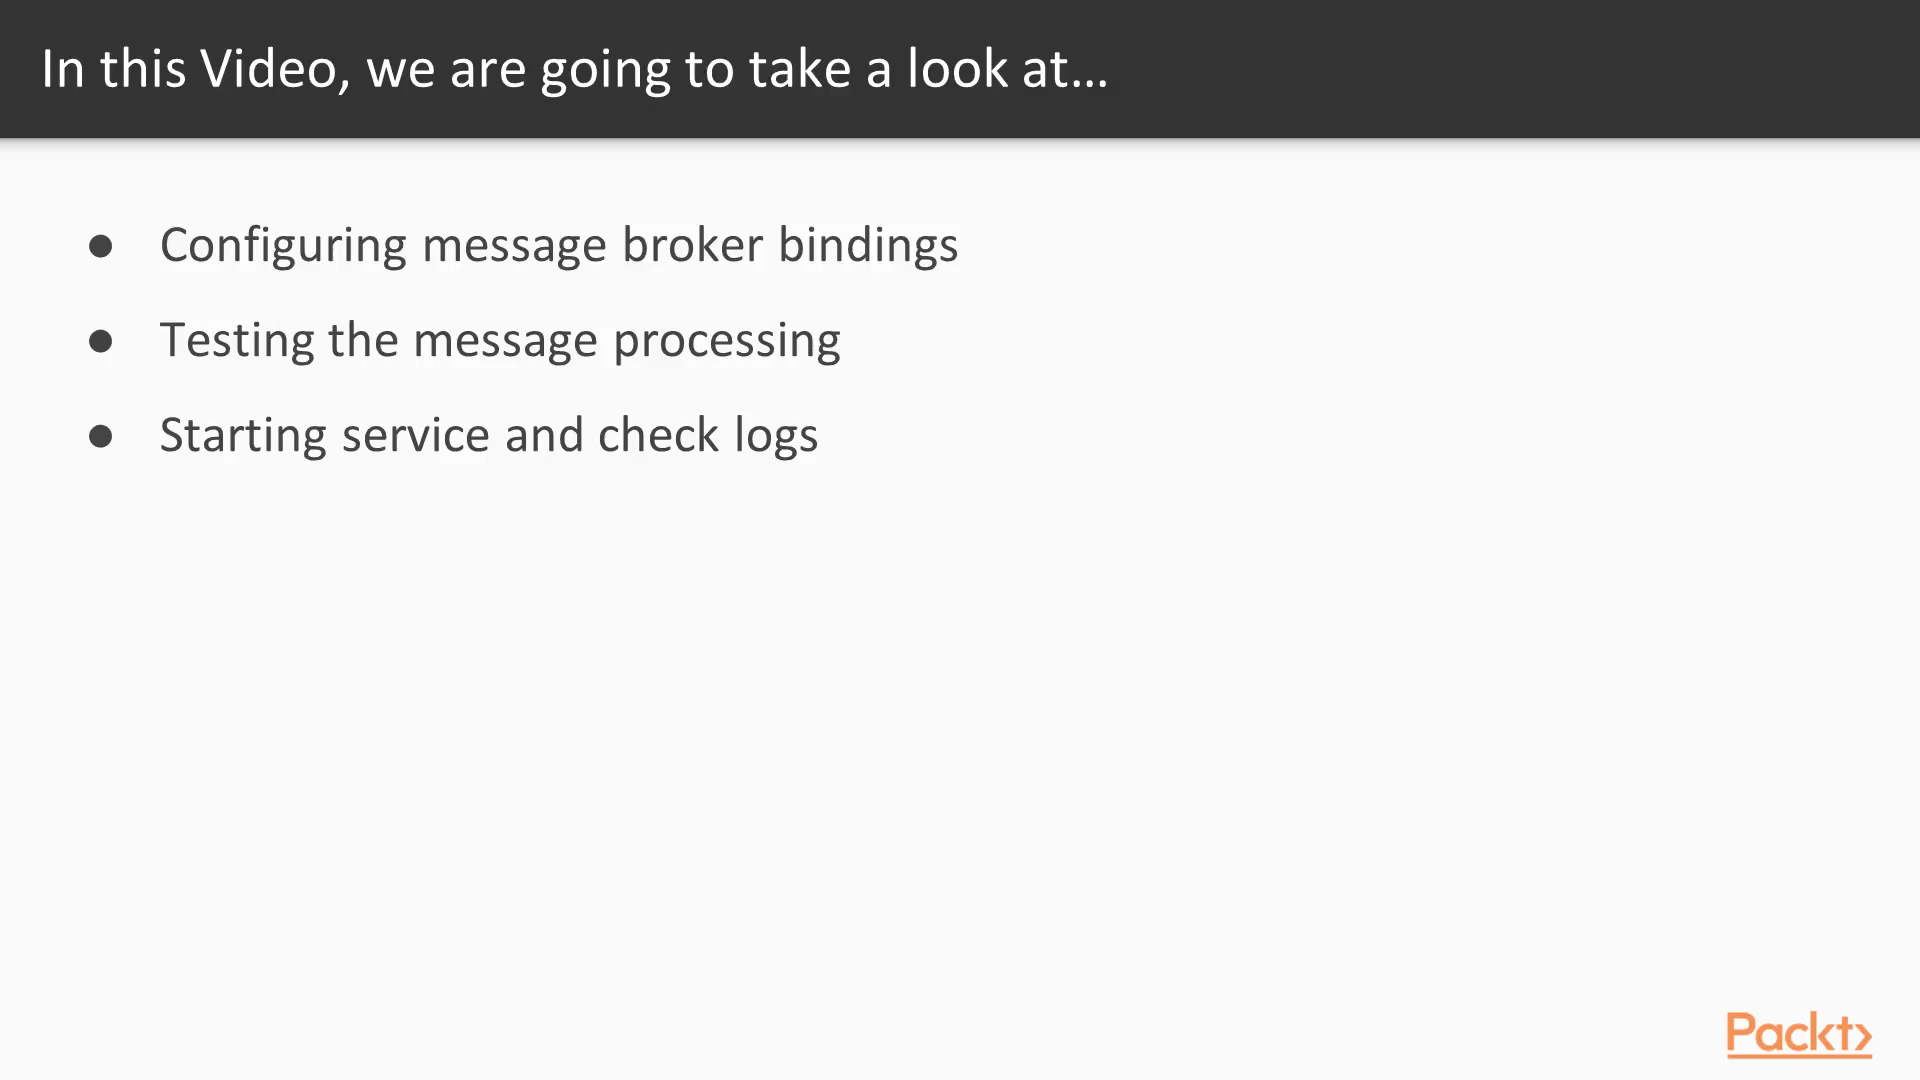 In this Video, we are going to take a look at...
● Configuring message broker bindings
● Testing the message processing
● Starting service and check logs
Packt>